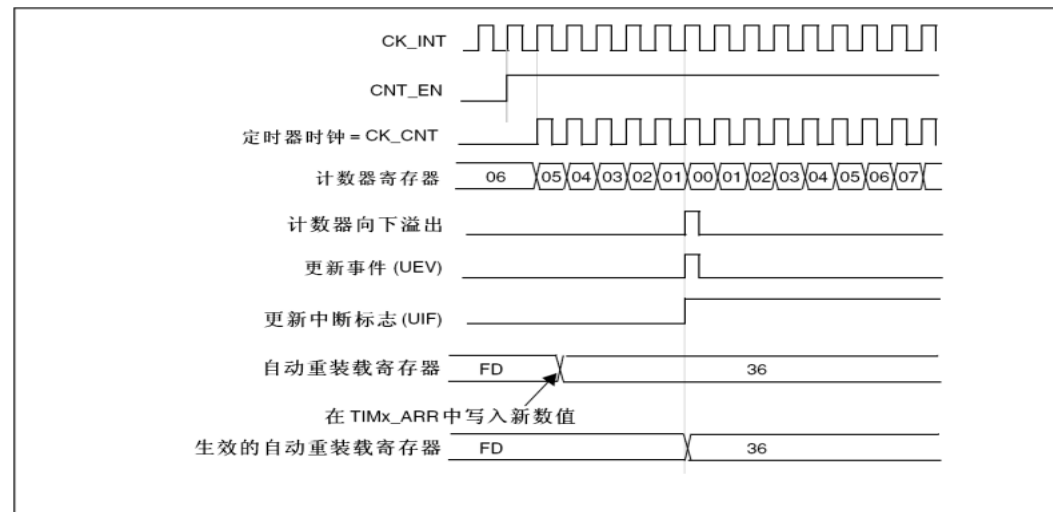 CK_INT
CNT_EN
定时器时钟 = CK_CNT
计数器寄存器 06 05 04 03 02 01 00 01 02 03 04 05 06 07
计数器向下溢出
更新事件 (UEV)
更新中断标志 (UIF)
自动重装载寄存器 FD 36
在 TIMx_ARR 中写入新数值
生效的自动重装载寄存器 FD 36